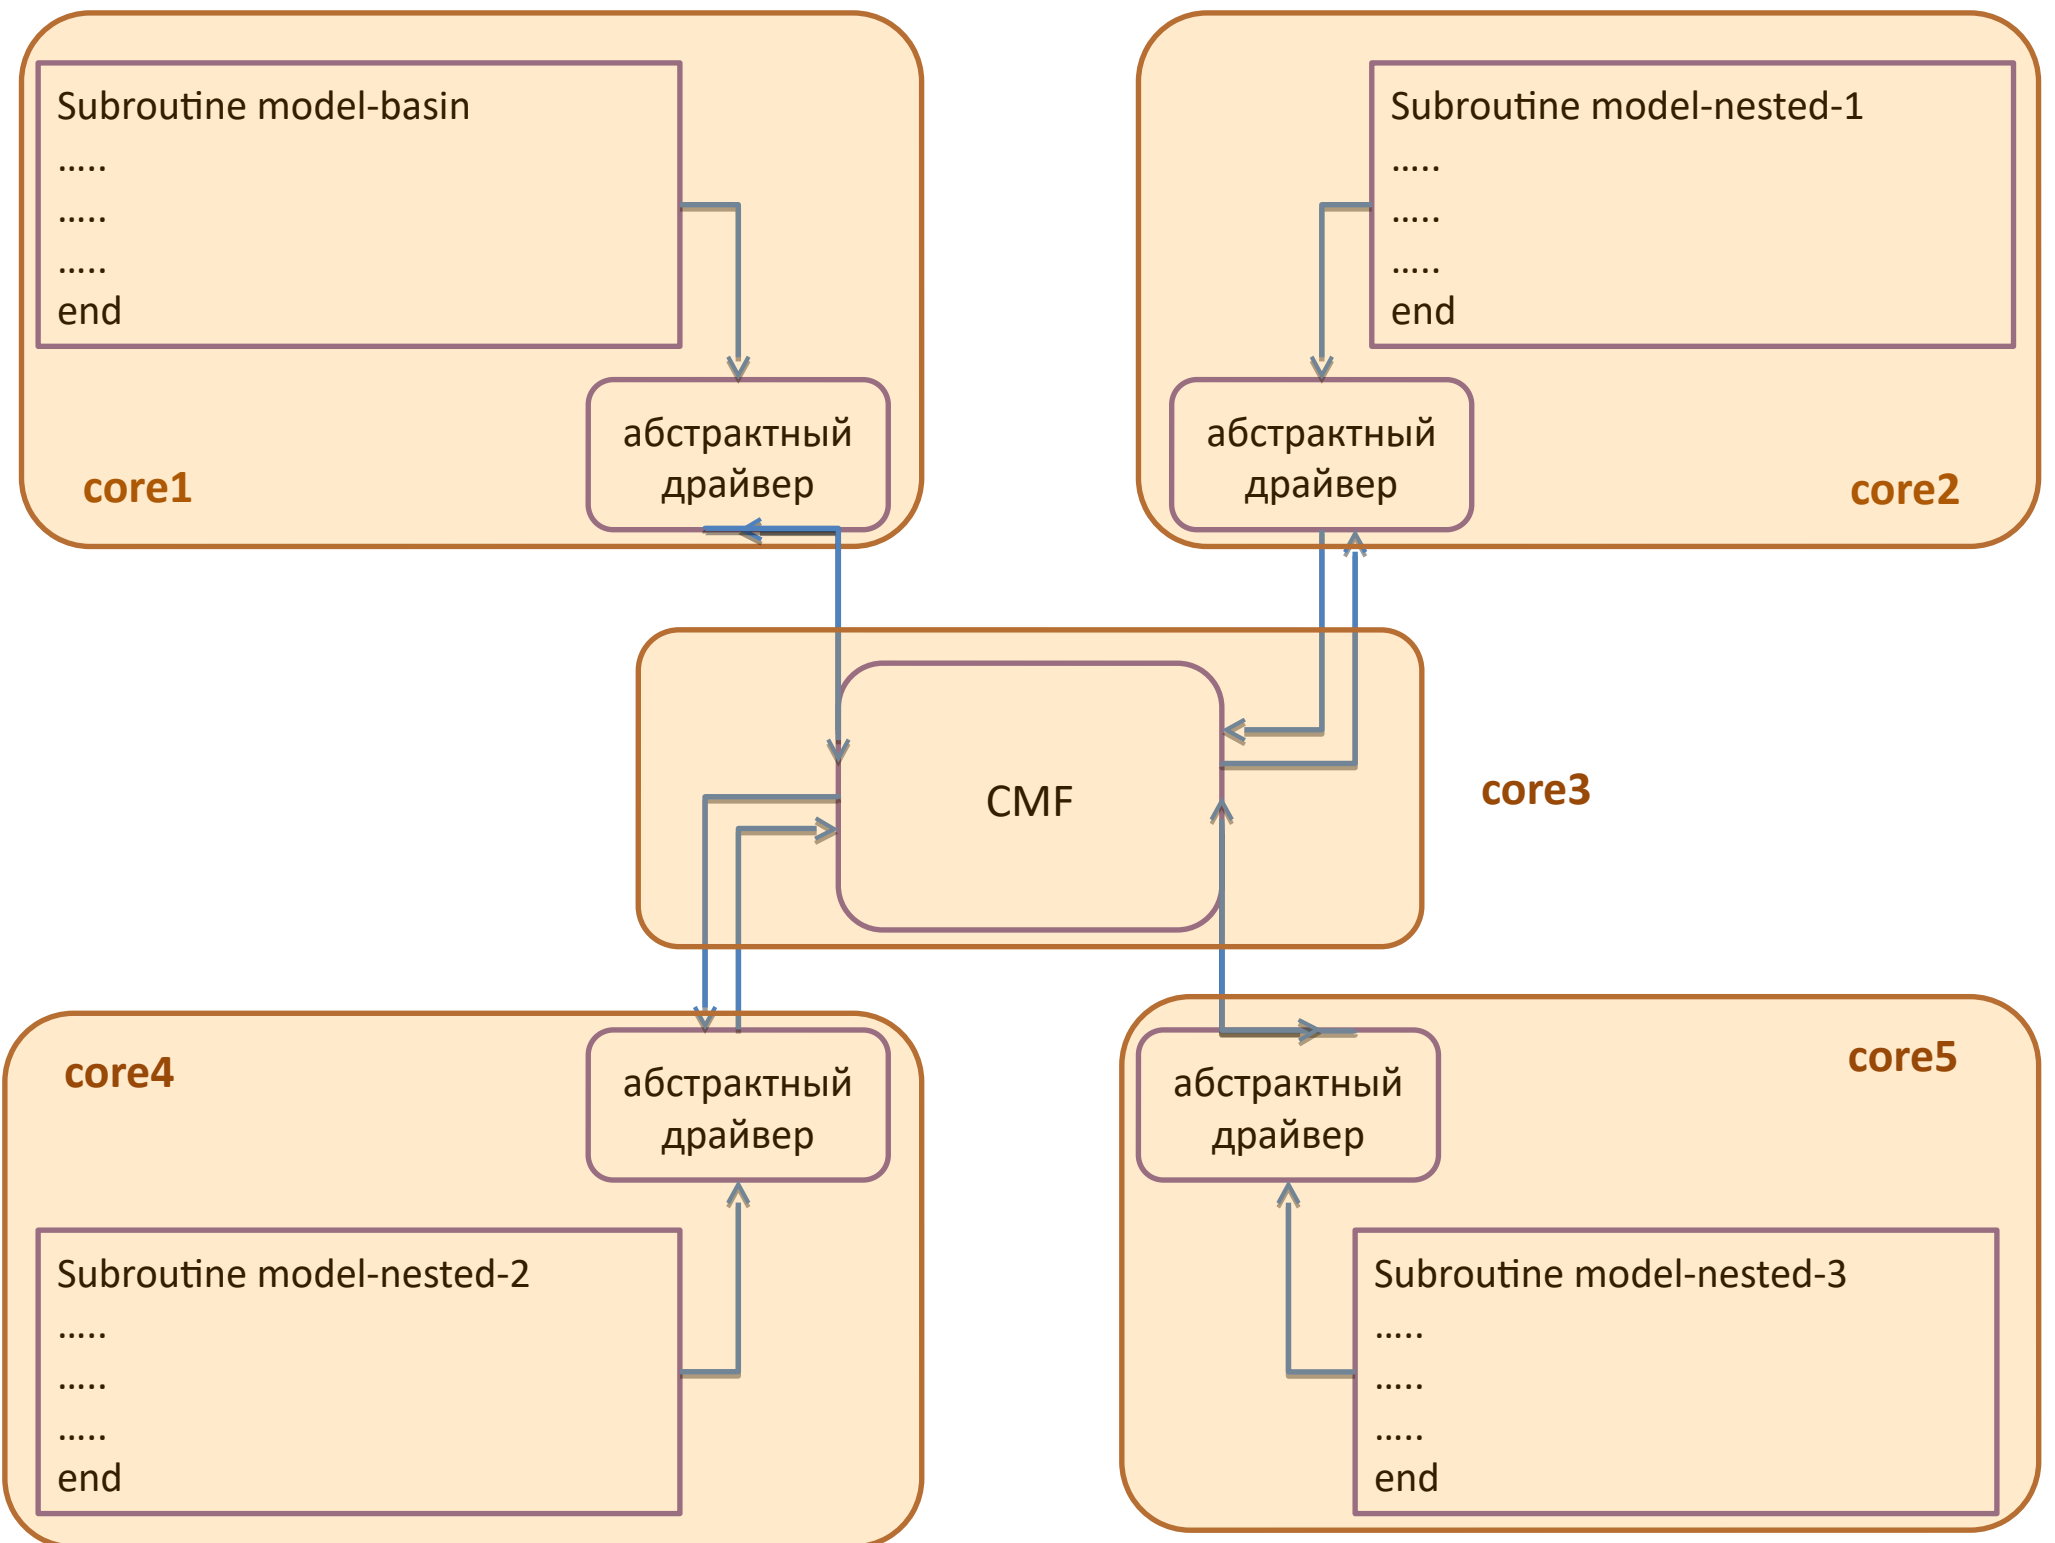 Subroutine model-basin
.....
.....
.....
end
абстрактный
драйвер
core1
Subroutine model-nested-1
.....
.....
.....
end
абстрактный
драйвер
core2
CMF
core3
core4
абстрактный
драйвер
Subroutine model-nested-2
.....
.....
.....
end
core5
абстрактный
драйвер
Subroutine model-nested-3
.....
.....
.....
end